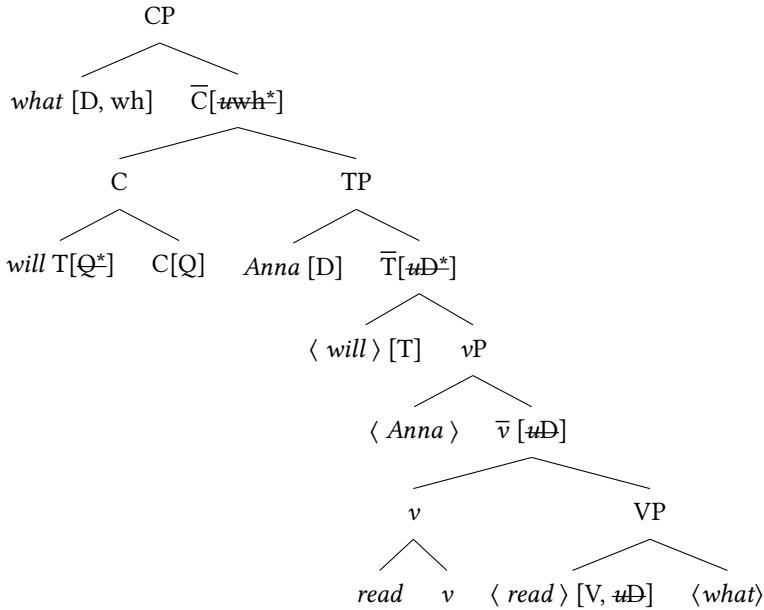 CP
what [D, wh] C̅[uwh*]
C TP
will T[Q*] C[Q] Anna [D] T̅[uD*]
⟨ will ⟩ [T] vP
⟨ Anna ⟩ v̅ [uD]
v VP
read v ⟨ read ⟩ [V, uD] ⟨what⟩